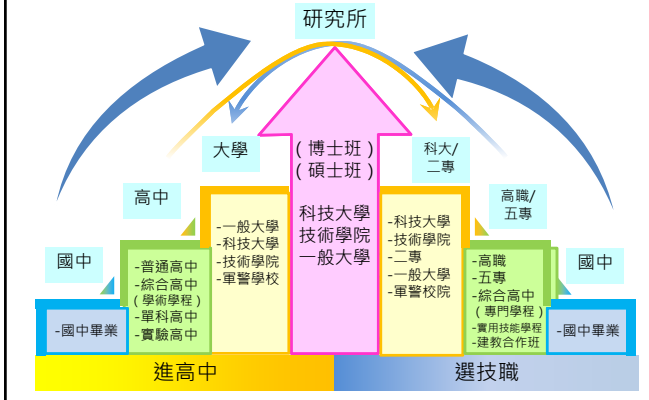 研究所
大學
科大/
二專
(博士班)
(碩士班)
科技大學
技術學院
一般大學
高中
高職/
五專
-一般大學
-科技大學
-技術學院
-軍警學校
-科技大學
-技術學院
-二專
-一般大學
-軍警校院
國中
國中
-普通高中
-綜合高中
(學術學程)
-單科高中
-實驗高中
-高職
-五專
-綜合高中
(專門學程)
-實用技能學程
-建教合作班
-國中畢業
-國中畢業
進高中
選技職